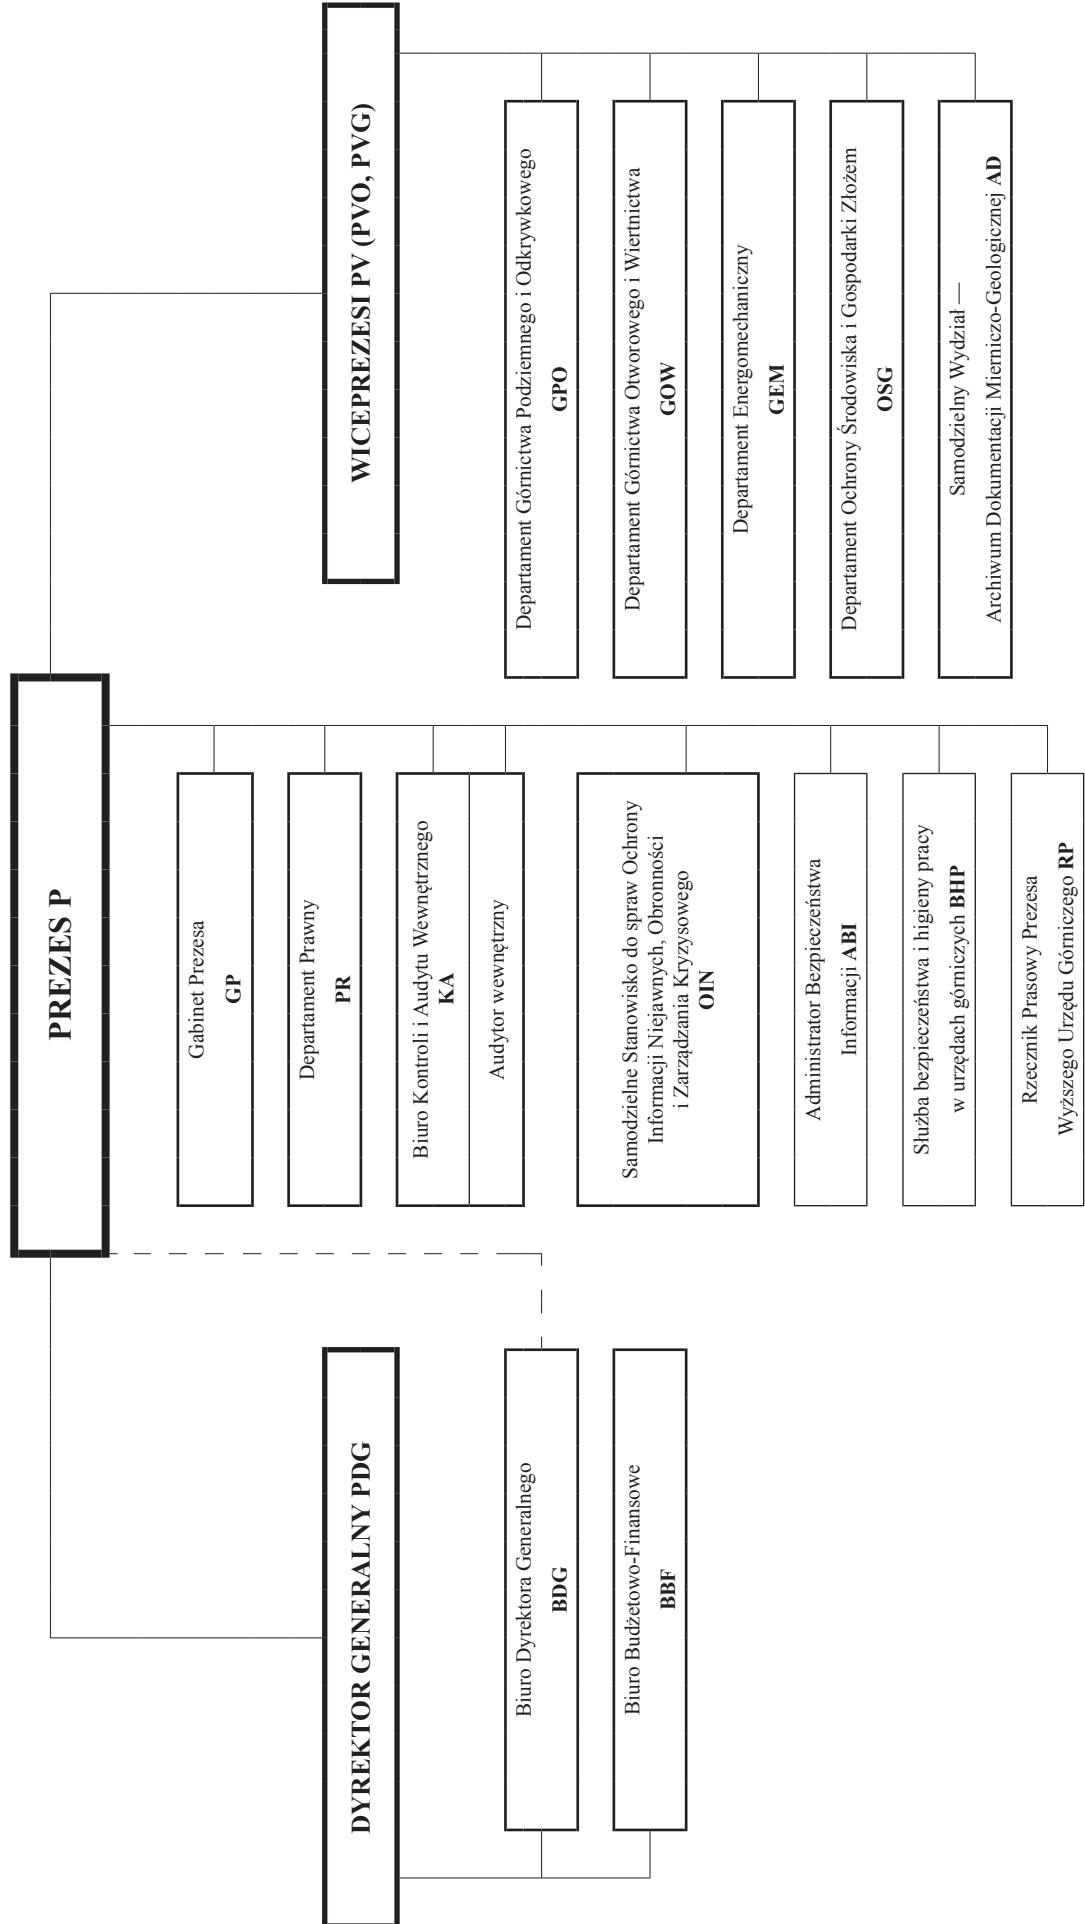 PREZES P
DYREKTOR GENERALNY PDG
Biuro Dyrektora Generalnego
BDG
Biuro Budżetowo-Finansowe
BBF
Gabinet Prezesa
GP
Departament Prawny
PR
Biuro Kontroli i Audytu Wewnętrznego
KA
Audytor wewnętrzny
Samodzielne Stanowisko do spraw Ochrony
Informacji Niejawnych, Obronności
i Zarządzania Kryzysowego
OIN
Administrator Bezpieczeństwa
Informacji ABI
Służba bezpieczeństwa i higieny pracy
w urzędach górniczych BHP
Rzecznik Prasowy Prezesa
Wyższego Urzędu Górniczego RP
WICEPREZESI PV (PVO, PVG)
Departament Górnictwa Podziemnego i Odkrywkowego
GPO
Departament Górnictwa Otworowego i Wiertnictwa
GOW
Departament Energomechaniczny
GEM
Departament Ochrony Środowiska i Gospodarki Złożem
OSG
Samodzielny Wydział —
Archiwum Dokumentacji Mierniczo-Geologicznej AD